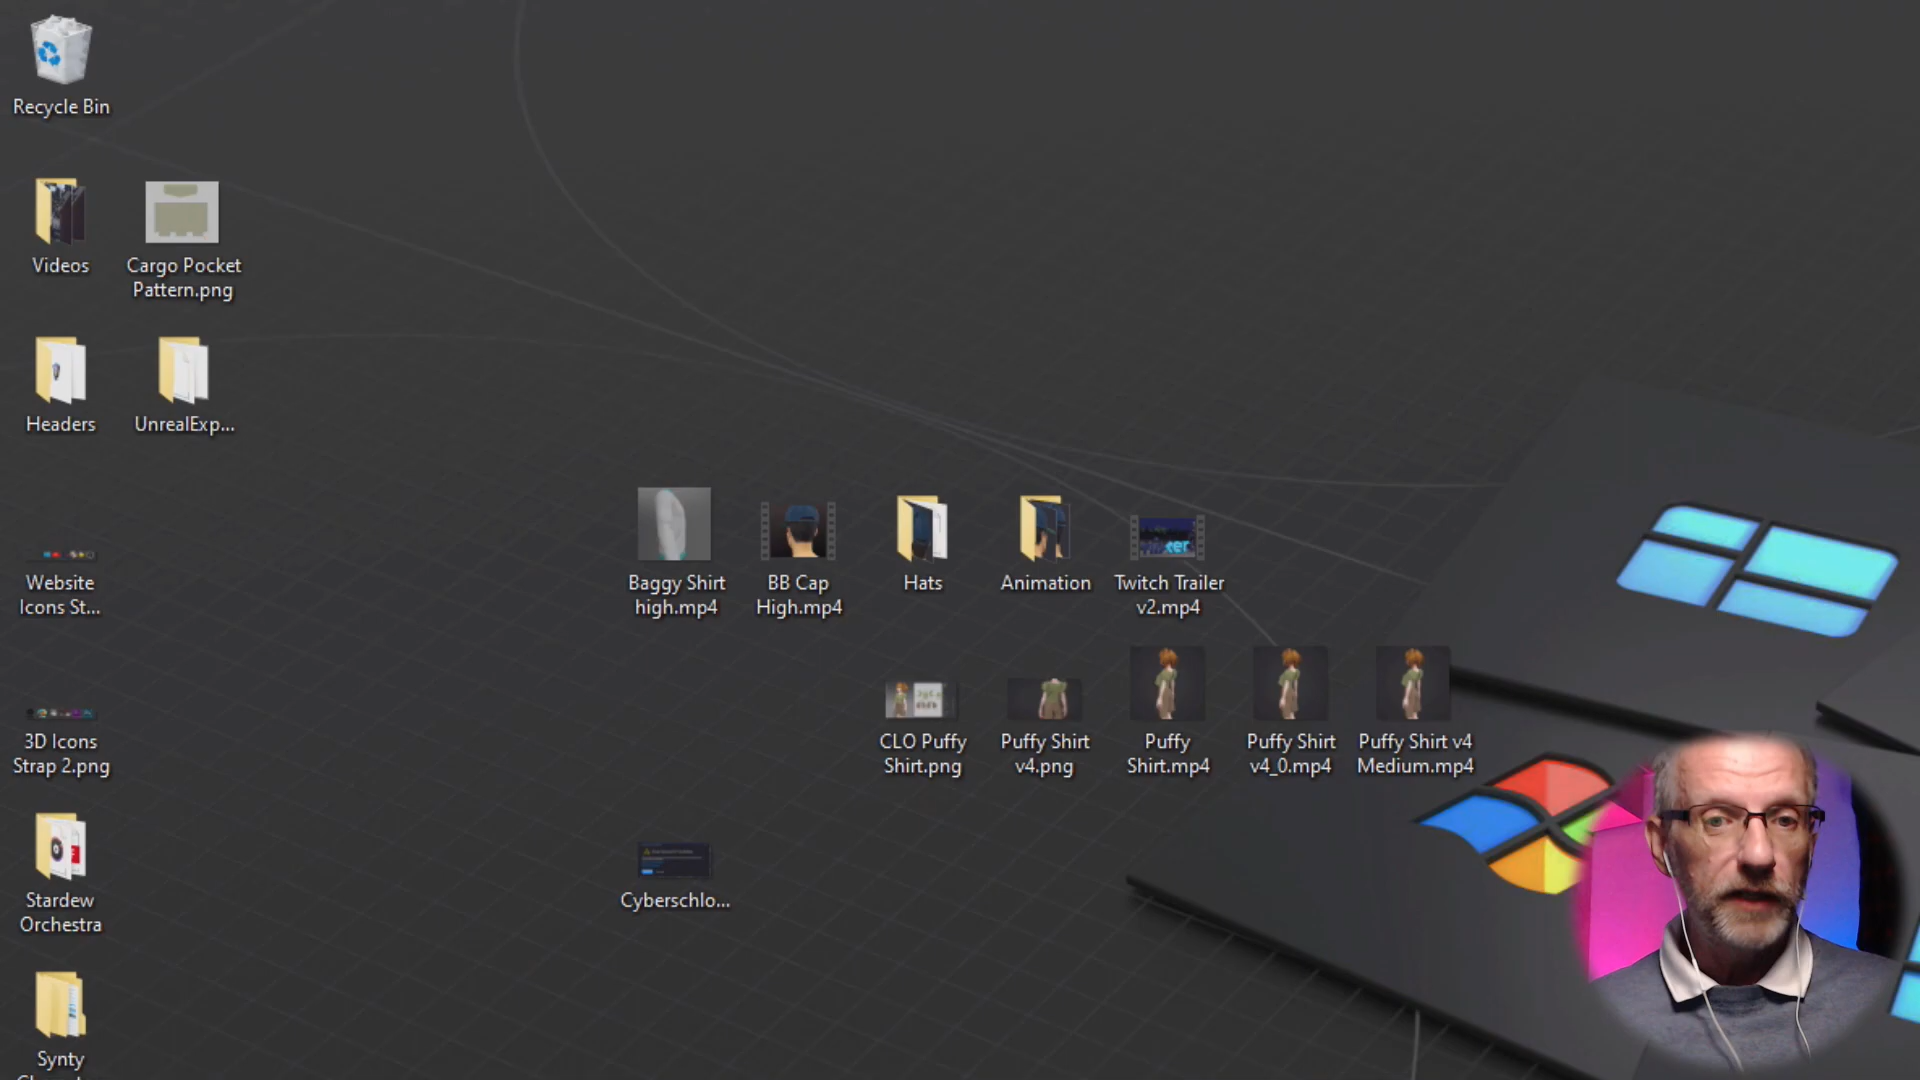 Recycle Bin
Videos
Cargo Pocket
Pattern.png
Headers
UnrealExp...
Website
Icons St...
Baggy Shirt
high.mp4
BB Cap
High.mp4
Hats
Animation
Twitch Trailer
v2.mp4
3D Icons
Strap 2.png
CLO Puffy
Shirt.png
Puffy Shirt
v4.png
Puffy
Shirt.mp4
Puffy Shirt
v4_0.mp4
Puffy Shirt v4
Medium.mp4
Stardew
Orchestra
Cyberschlo...
Synty